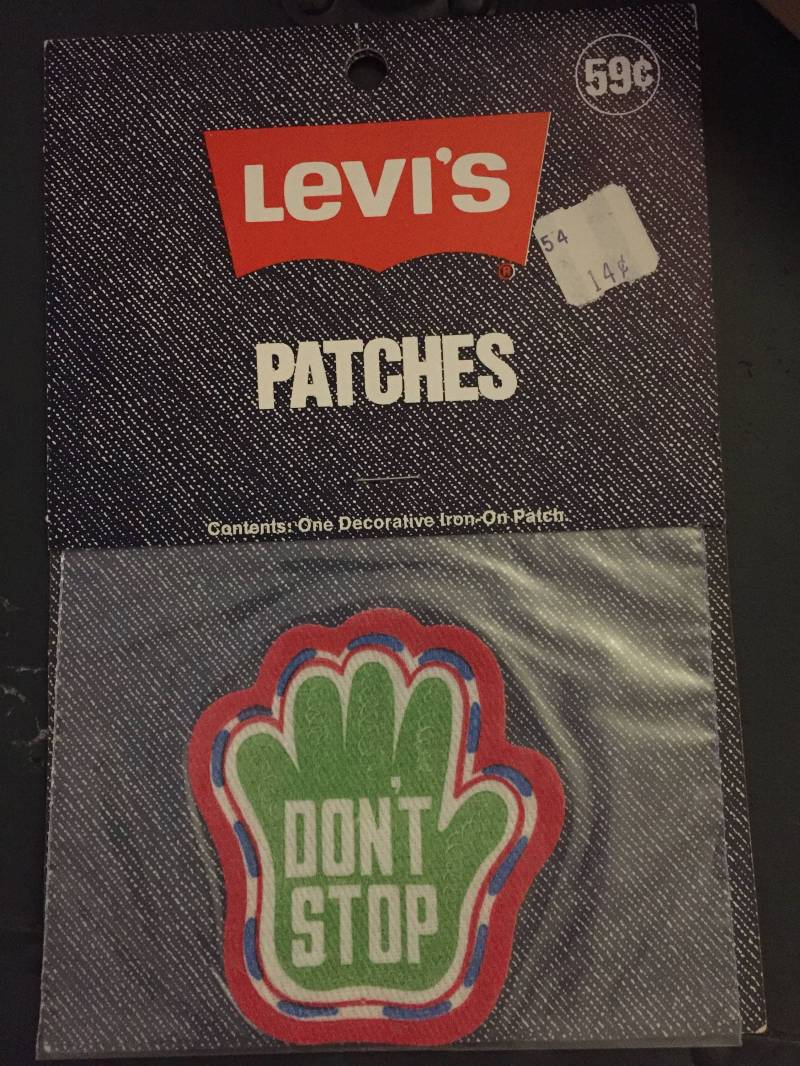 59¢
LEVI'S
®
54
14¢
PATCHES
Contents: One Decorative Iron-On Patch.
DON'T
STOP